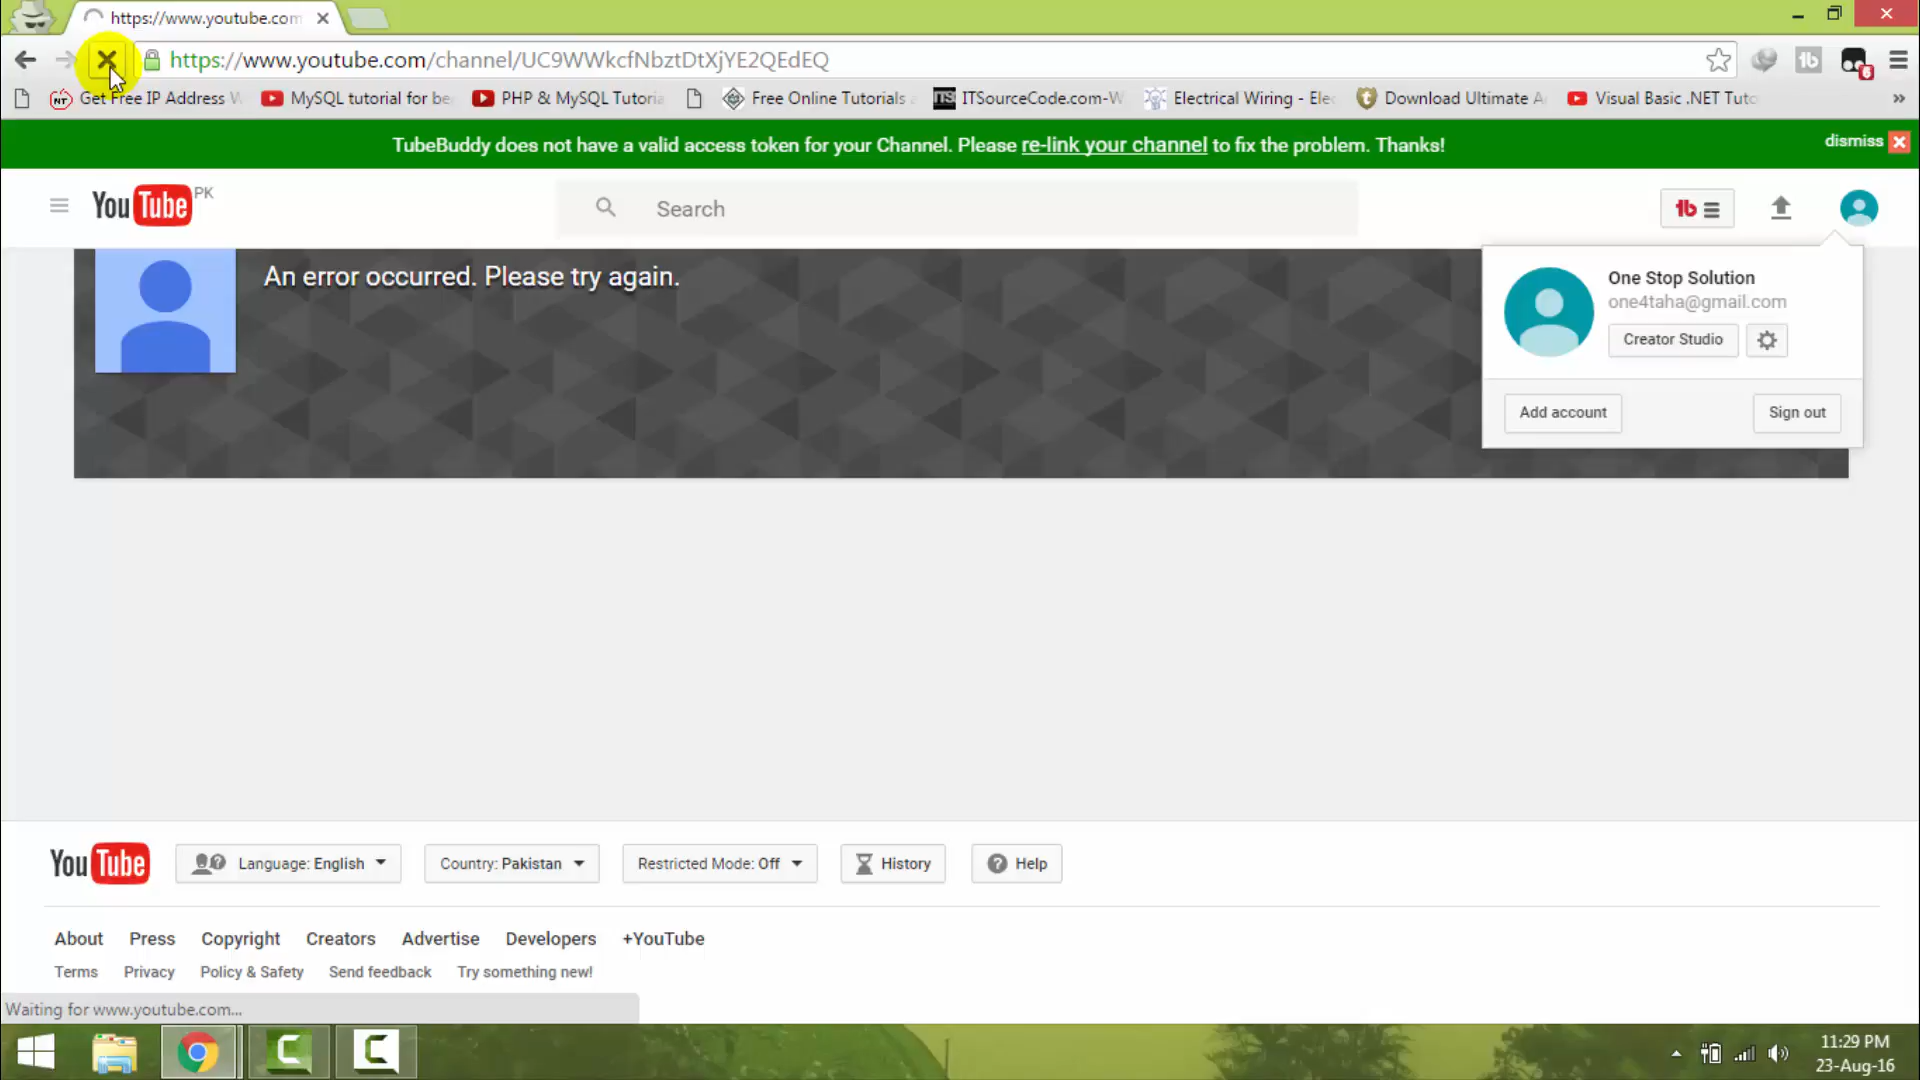 https://www.youtube.com
https://www.youtube.com/channel/UC9WWkcfNbztDtXjYE2QEdEQ
Get Free IP Address W MySQL tutorial for be PHP & MySQL Tutoria Free Online Tutorials ITSourceCode.com-W Electrical Wiring - Ele Download Ultimate A Visual Basic .NET Tuto »
TubeBuddy does not have a valid access token for your Channel. Please re-link your channel to fix the problem. Thanks! dismiss
YouTube PK Search tb
An error occurred. Please try again.
One Stop Solution
one4taha@gmail.com
Creator Studio
Add account Sign out
YouTube Language: English Country: Pakistan Restricted Mode: Off History Help
About Press Copyright Creators Advertise Developers +YouTube
Terms Privacy Policy & Safety Send feedback Try something new!
Waiting for www.youtube.com...
11:29 PM
23-Aug-16